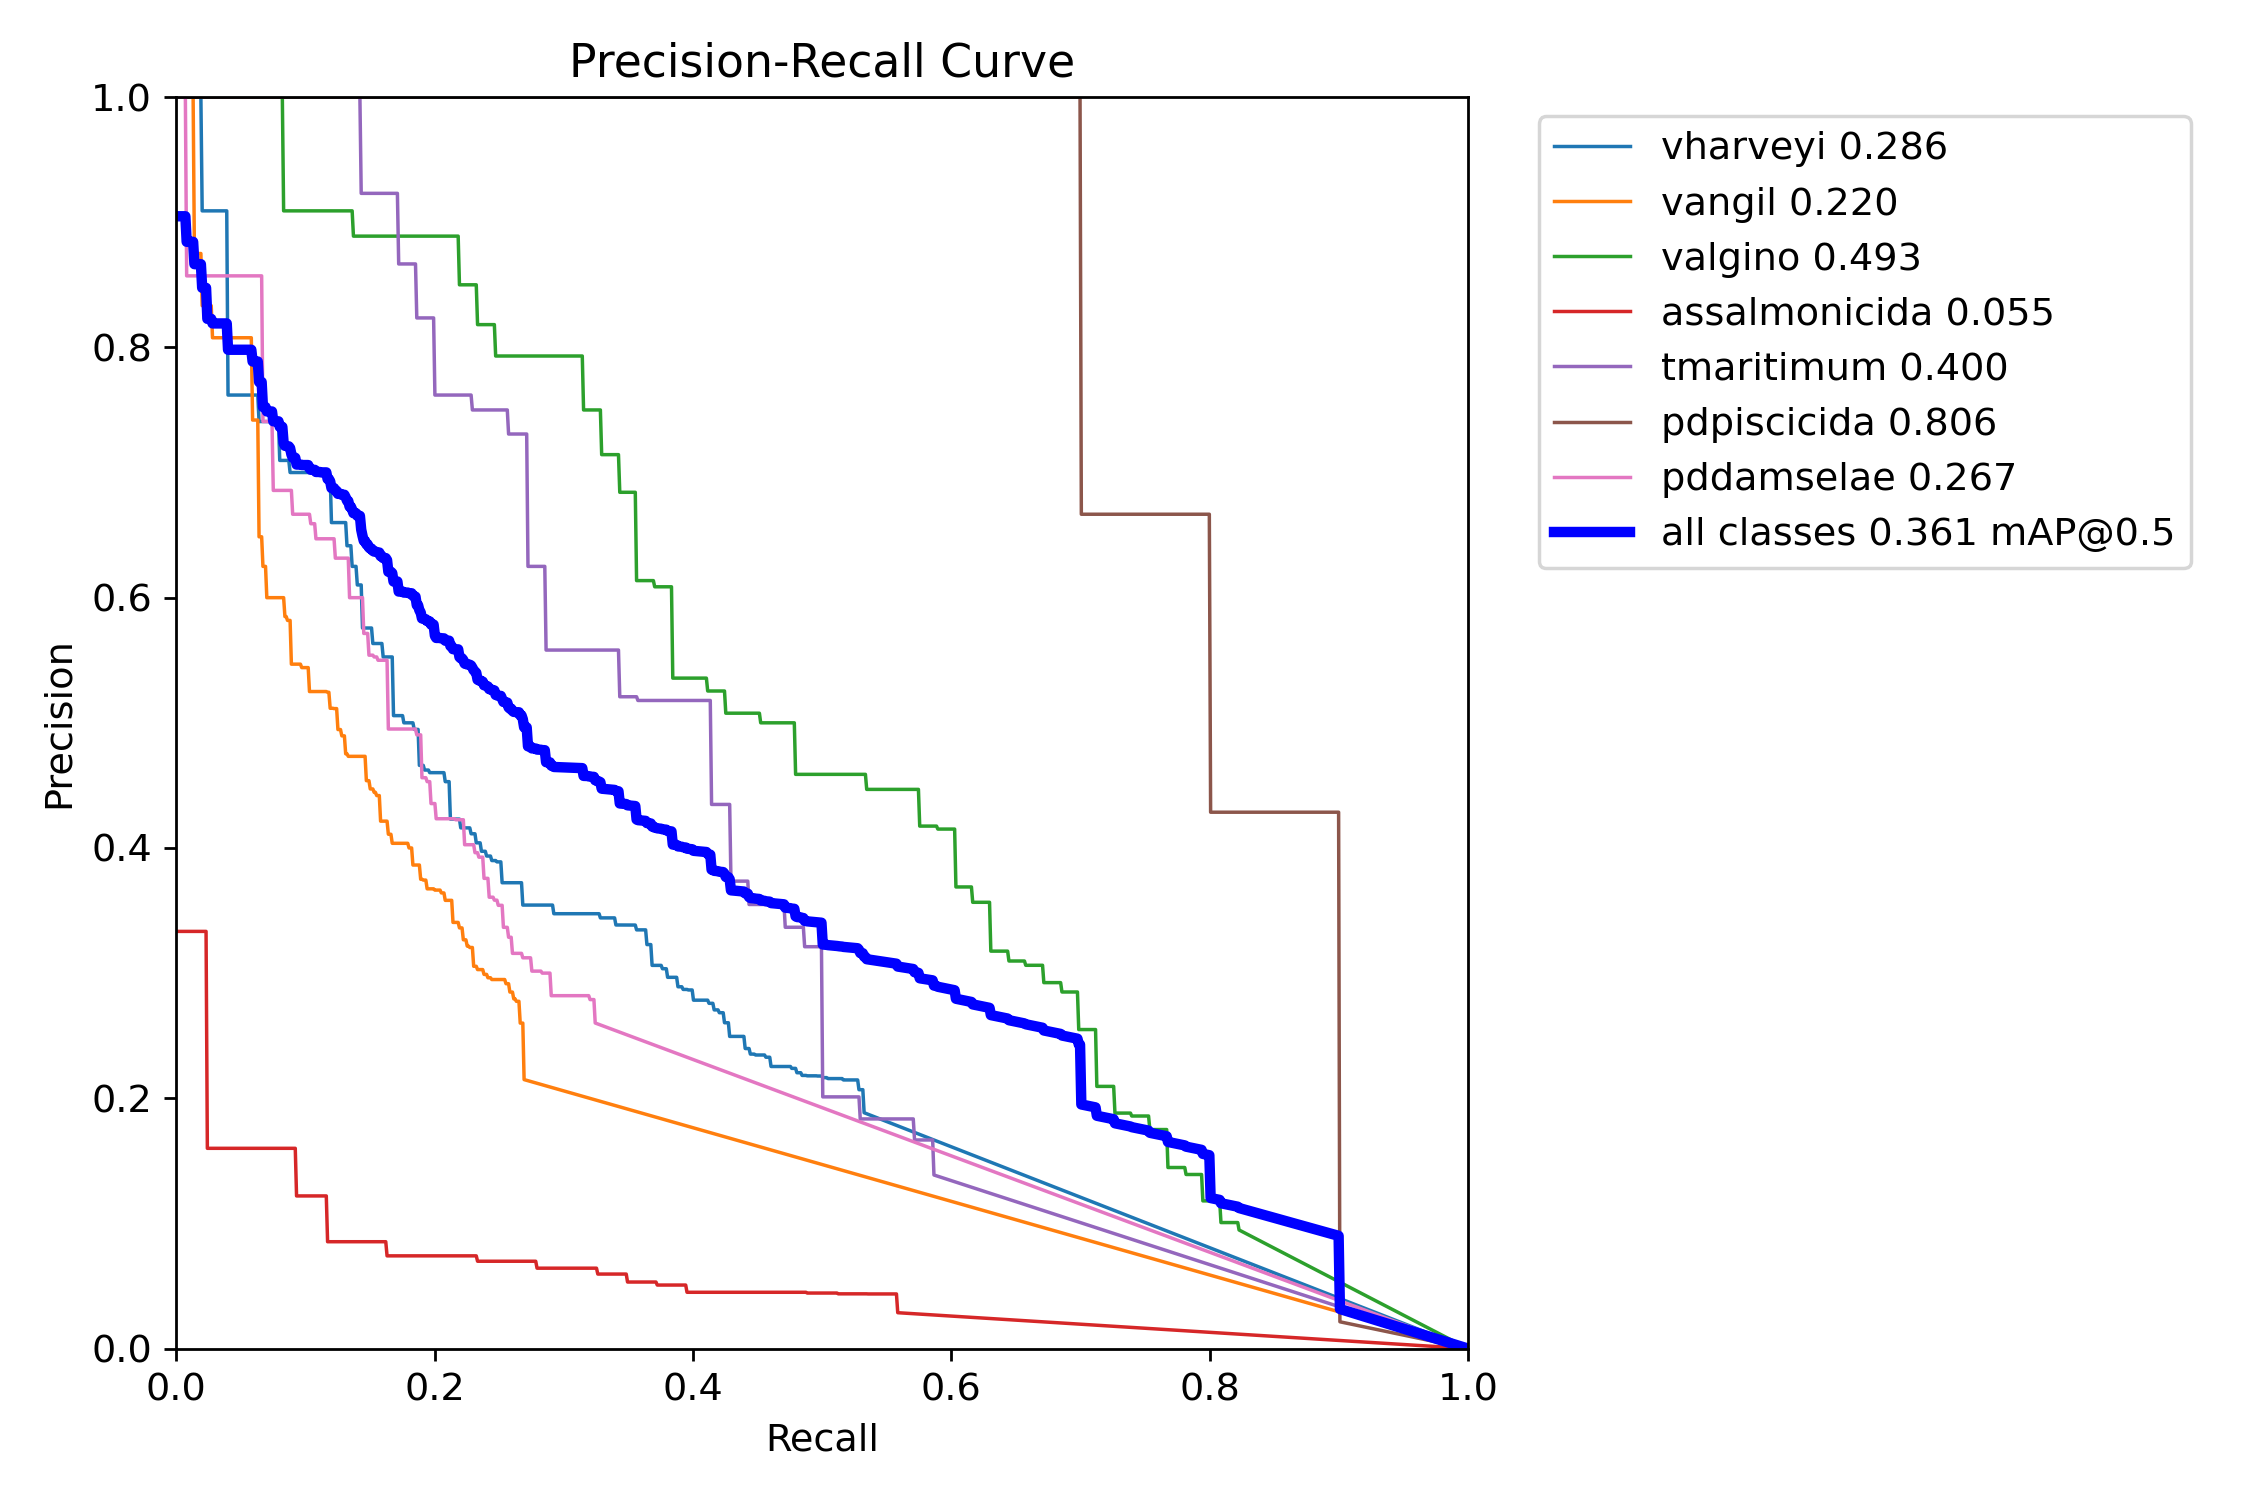 Precision-Recall Curve
1.0
0.8
0.6
0.4
0.2
0.0
Precision
0.0 0.2 0.4 0.6 0.8 1.0
Recall
vharveyi 0.286
vangil 0.220
valgino 0.493
assalmonicida 0.055
tmaritimum 0.400
pdpiscicida 0.806
pddamselae 0.267
all classes 0.361 mAP@0.5